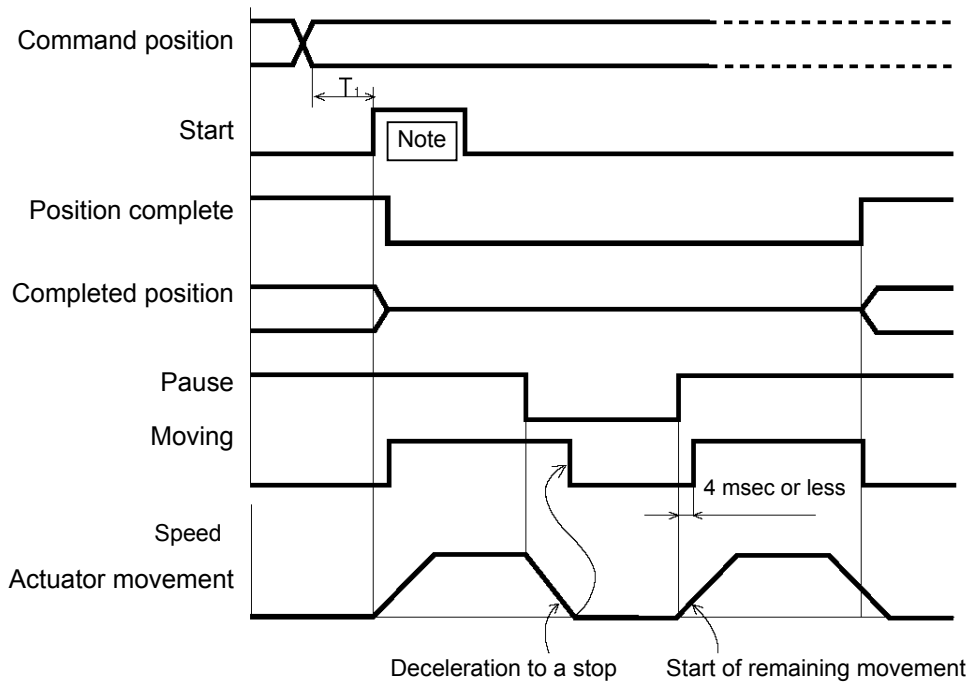 Command position
T₁
Start
Note
Position complete
Completed position
Pause
Moving
4 msec or less
Speed
Actuator movement
Deceleration to a stop
Start of remaining movement